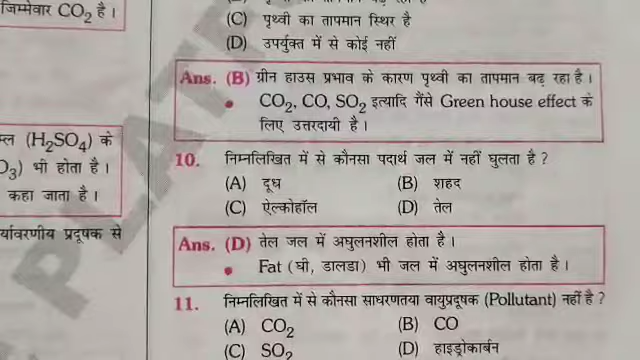 जिम्मेवार CO₂ है।
(C) पृथ्वी का तापमान स्थिर है
(D) उपर्युक्त में से कोई नहीं
Ans. (B) ग्रीन हाउस प्रभाव के कारण पृथ्वी का तापमान बढ़ रहा है।
• CO₂, CO, SO₂ इत्यादि गैंसे Green house effect के
लिए उत्तरदायी है।
(H₂SO₄) के
भी होता है।
कहा जाता है।
10. निम्नलिखित में से कौनसा पदार्थ जल में नहीं घुलता है ?
(A) दूध (B) शहद
(C) ऐल्कोहॉल (D) तेल
प्रदूषक से
Ans. (D) तेल जल में अघुलनशील होता है।
• Fat (घी, डालडा) भी जल में अघुलनशील होता है।
11. निम्नलिखित में से कौनसा साधरणतया वायुप्रदूषक (Pollutant) नहीं है ?
(A) CO₂ (B) CO
(C) SO₂ (D) हाइड्रोकार्बन